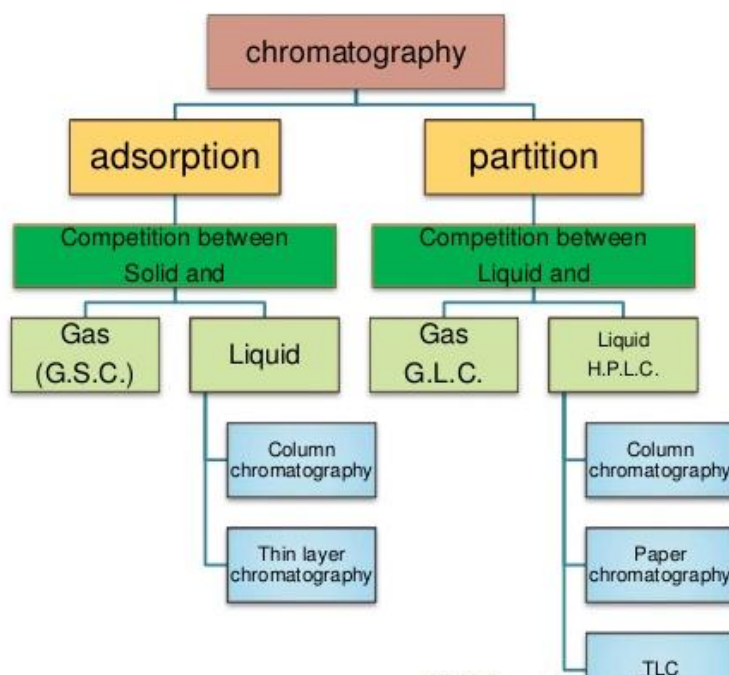 chromatography
adsorption
partition
Competition between
Solid and
Competition between
Liquid and
Gas
(G.S.C.)
Liquid
Gas
G.L.C.
Liquid
H.P.L.C.
Column
chromatography
Column
chromatography
Thin layer
chromatography
Paper
chromatography
TLC